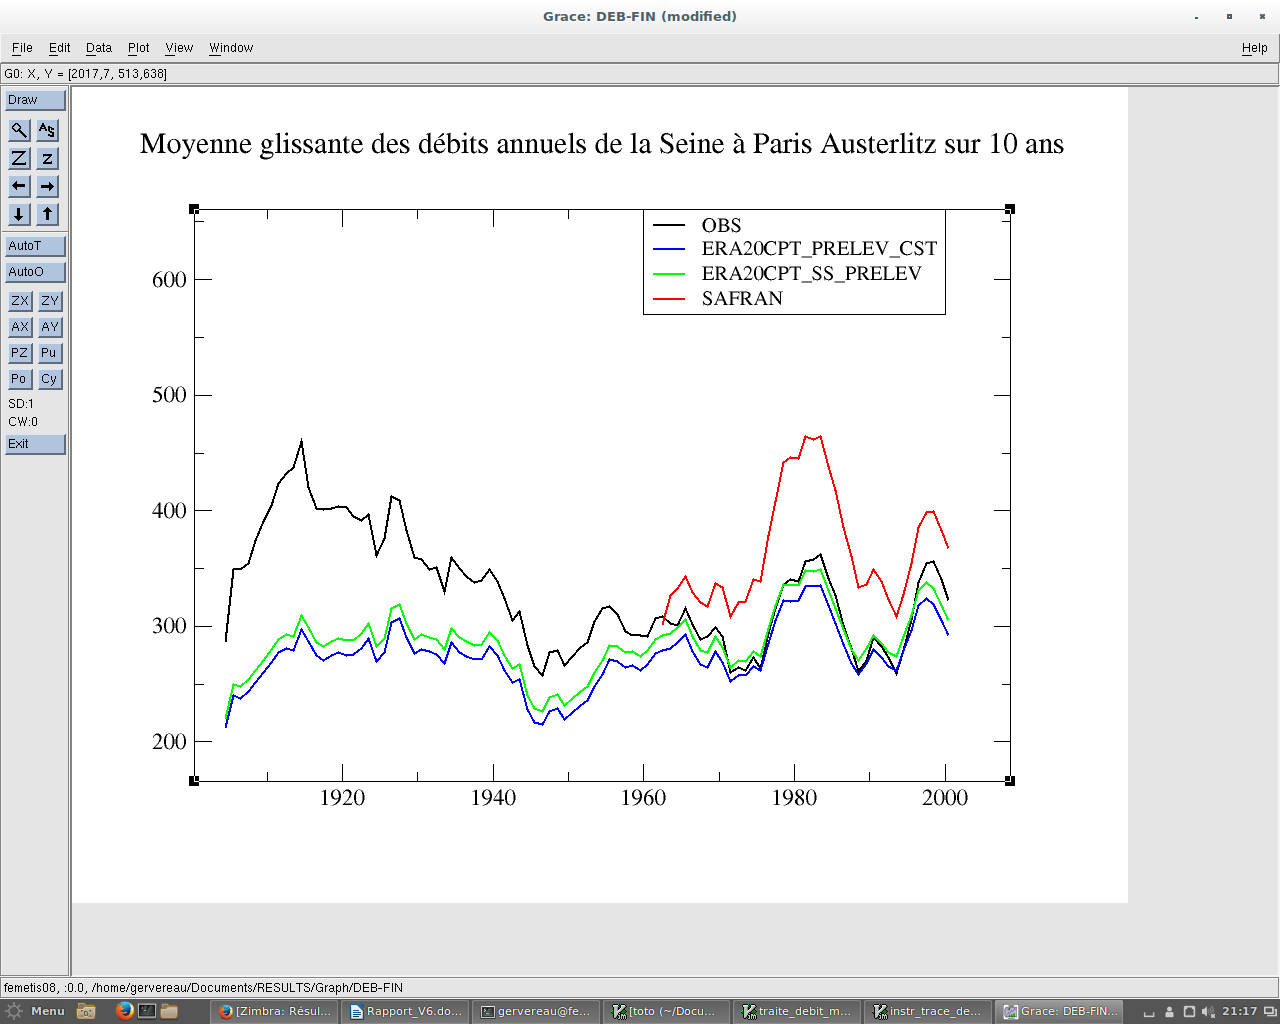 Grace: DEB-FIN (modified)
File Edit Data Plot View Window Help
G0: X, Y = [2017,7, 513,638]
Draw
AS
Z z
AutoT
AutoO
ZX ZY
AX AY
PZ Pu
Po Cy
SD:1
CW:0
Exit
Moyenne glissante des débits annuels de la Seine à Paris Austerlitz sur 10 ans
OBS
ERA20CPT_PRELEV_CST
ERA20CPT_SS_PRELEV
SAFRAN
600
500
400
300
200
1920 1940 1960 1980 2000
femetis08, :0.0, /home/gervereau/Documents/RESULTS/Graph/DEB-FIN
Menu [Zimbra: Résul... Rapport_V6.do... gervereau@fe... [toto (~/Docu... traite_debit_m... instr_trace_de... Grace: DEB-FIN... 21:17